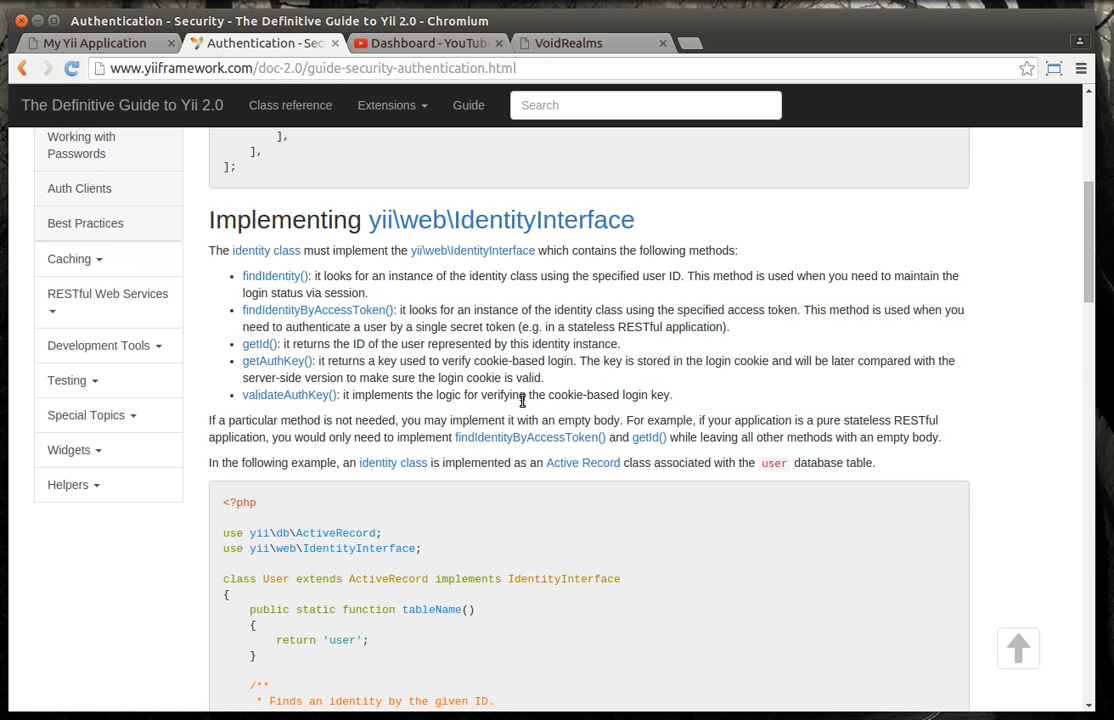 Authentication - Security - The Definitive Guide to Yii 2.0 - Chromium
My Yii Application
Authentication - Sec
Dashboard - YouTub
VoidRealms
www.yiiframework.com/doc-2.0/guide-security-authentication.html
The Definitive Guide to Yii 2.0
Class reference
Extensions
Guide
Search
Working with
Passwords
Auth Clients
Best Practices
Caching
RESTful Web Services
Development Tools
Testing
Special Topics
Widgets
Helpers
],
],
];
Implementing yii\web\IdentityInterface
The identity class must implement the yii\web\IdentityInterface which contains the following methods:
• findIdentity(): it looks for an instance of the identity class using the specified user ID. This method is used when you need to maintain the
login status via session.
• findIdentityByAccessToken(): it looks for an instance of the identity class using the specified access token. This method is used when you
need to authenticate a user by a single secret token (e.g. in a stateless RESTful application).
• getId(): it returns the ID of the user represented by this identity instance.
• getAuthKey(): it returns a key used to verify cookie-based login. The key is stored in the login cookie and will be later compared with the
server-side version to make sure the login cookie is valid.
• validateAuthKey(): it implements the logic for verifying the cookie-based login key.
If a particular method is not needed, you may implement it with an empty body. For example, if your application is a pure stateless RESTful
application, you would only need to implement findIdentityByAccessToken() and getId() while leaving all other methods with an empty body.
In the following example, an identity class is implemented as an Active Record class associated with the user database table.
<?php
use yii\db\ActiveRecord;
use yii\web\IdentityInterface;
class User extends ActiveRecord implements IdentityInterface
{
public static function tableName()
{
return 'user';
}
/**
* Finds an identity by the given ID.